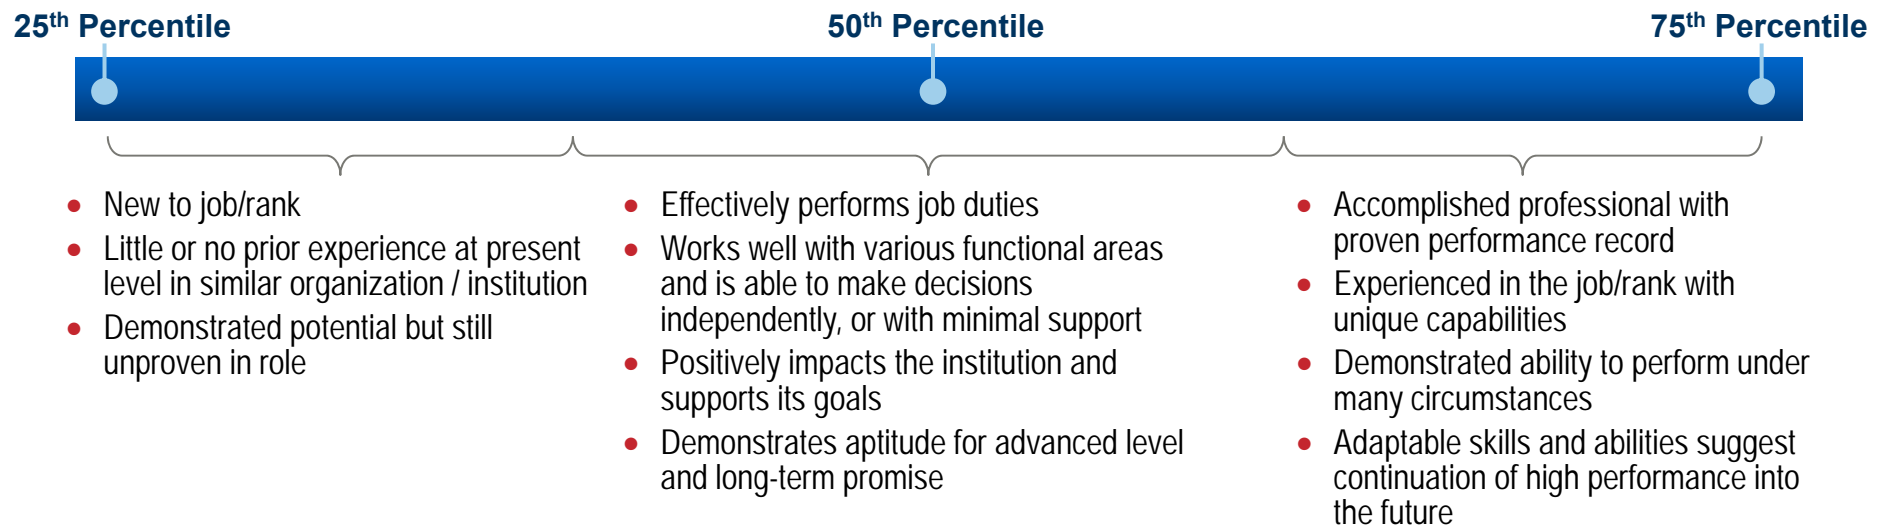 25th Percentile
50th Percentile
75th Percentile
• New to job/rank
• Little or no prior experience at present
level in similar organization / institution
• Demonstrated potential but still
unproven in role
• Effectively performs job duties
• Works well with various functional areas
and is able to make decisions
independently, or with minimal support
• Positively impacts the institution and
supports its goals
• Demonstrates aptitude for advanced level
and long-term promise
• Accomplished professional with
proven performance record
• Experienced in the job/rank with
unique capabilities
• Demonstrated ability to perform under
many circumstances
• Adaptable skills and abilities suggest
continuation of high performance into
the future